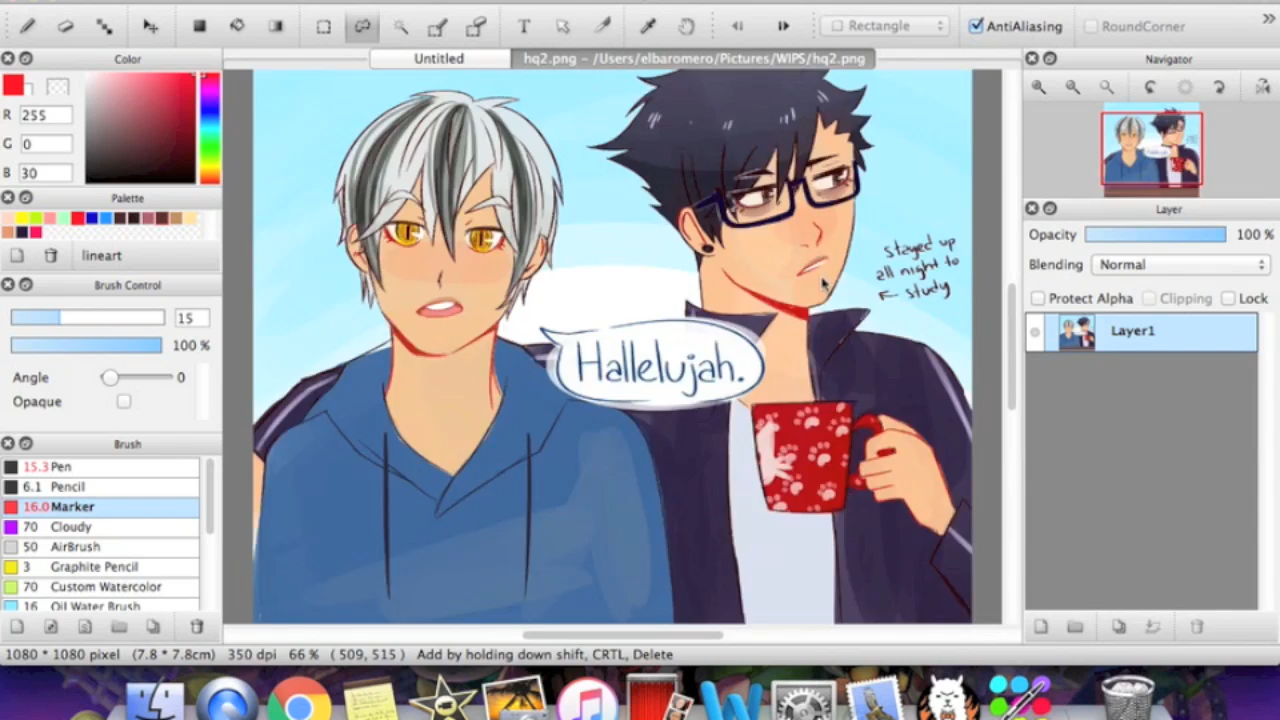 Rectangle
AntiAliasing
RoundCorner
Color
Untitled
hq2.png - /Users/elbaromero/Pictures/WIPS/hq2.png
Navigator
R 255
G 0
B 30
Palette
lineart
Brush Control
15
100 %
Angle 0
Opaque
Brush
15.3 Pen
6.1 Pencil
16.0 Marker
70 Cloudy
50 AirBrush
3 Graphite Pencil
70 Custom Watercolor
16 Oil Water Brush
stayed up
all night to
← study
Hallelujah.
Layer
Opacity 100 %
Blending Normal
Protect Alpha Clipping Lock
Layer1
1080 * 1080 pixel (7.8 * 7.8cm) 350 dpi 66 % ( 509, 515 ) Add by holding down shift, CRTL, Delete